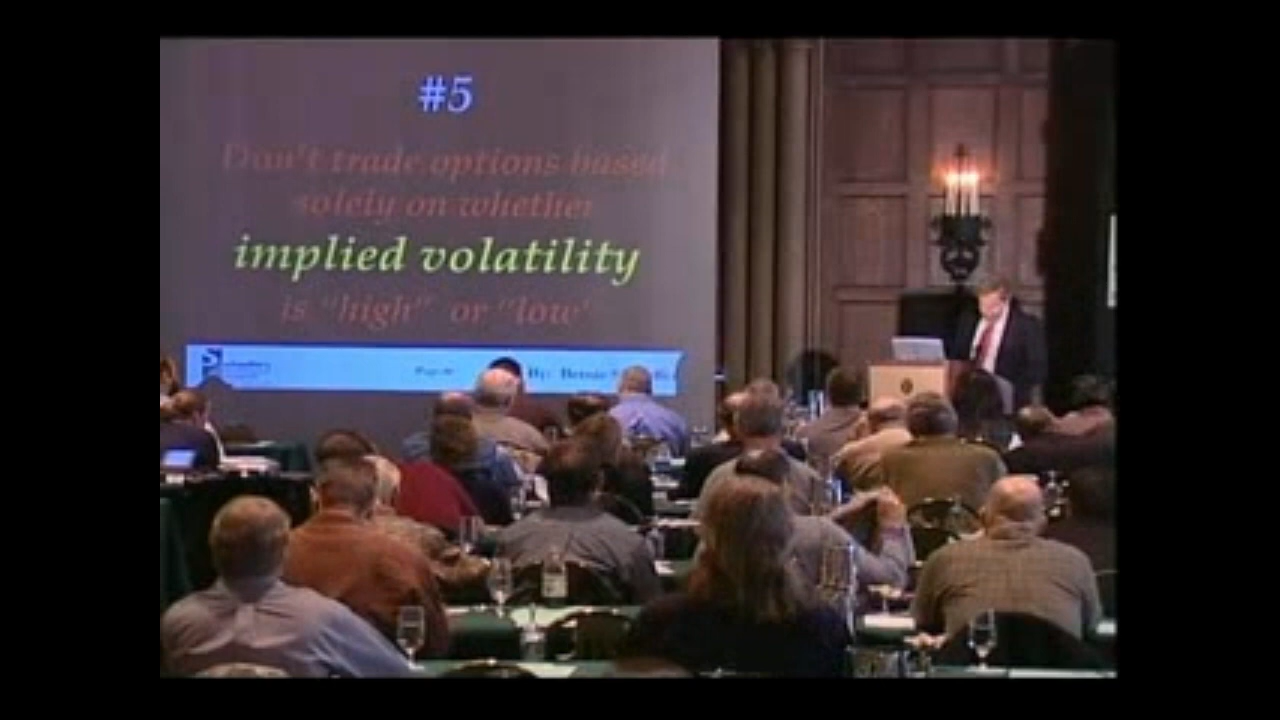 #5
Don't trade options based
solely on whether
implied volatility
is "high" or "low"
By: